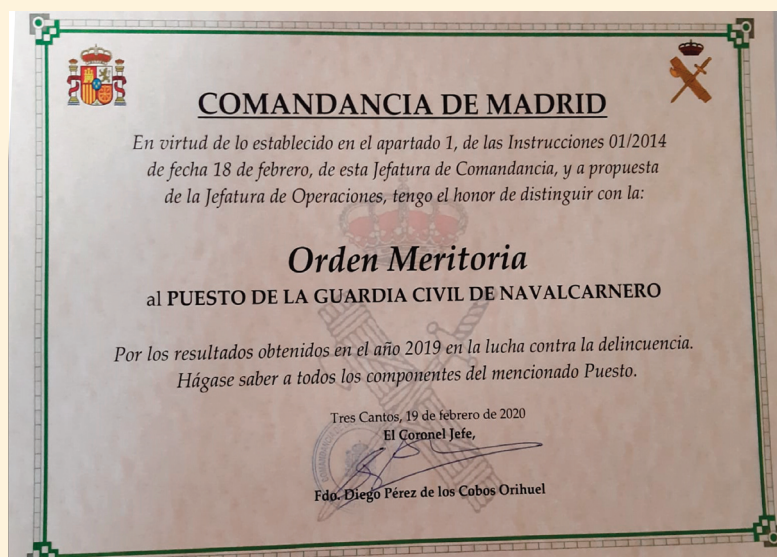 COMANDANCIA DE MADRID
En virtud de lo establecido en el apartado 1, de las Instrucciones 01/2014
de fecha 18 de febrero, de esta Jefatura de Comandancia, y a propuesta
de la Jefatura de Operaciones, tengo el honor de distinguir con la:
Orden Meritoria
al PUESTO DE LA GUARDIA CIVIL DE NAVALCARNERO
Por los resultados obtenidos en el año 2019 en la lucha contra la delincuencia.
Hágase saber a todos los componentes del mencionado Puesto.
Tres Cantos, 19 de febrero de 2020
El Coronel Jefe,
Fdo. Diego Pérez de los Cobos Orihuel